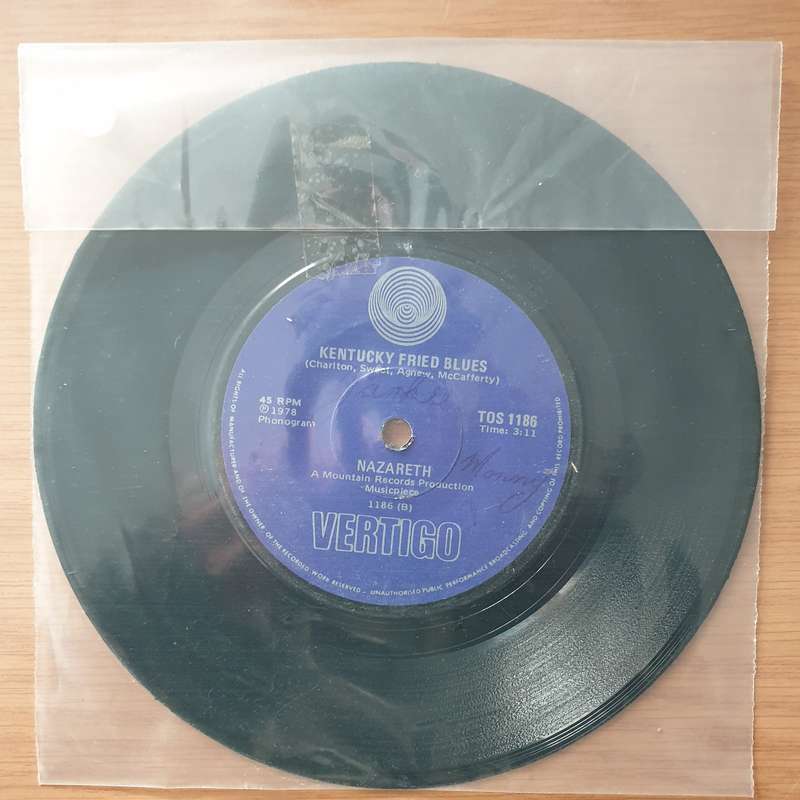 KENTUCKY FRIED BLUES
(Charlton, Sweet, Agnew, McCafferty)
45 RPM
℗ 1978
Phonogram
TOS 1186
Time: 3:11
NAZARETH
A Mountain Records Production
Musicpiece
1186 (B)
VERTIGO
ALL RIGHTS OF MANUFACTURER AND OF THE OWNER OF THE RECORDED WORK RESERVED - UNAUTHORISED PUBLIC PERFORMANCE BROADCASTING AND COPYING OF THIS RECORD PROHIBITED